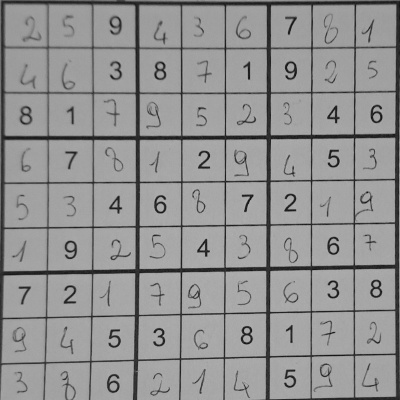 2 5 9 4 3 6 7 8 1
4 6 3 8 7 1 9 2 5
8 1 7 9 5 2 3 4 6
6 7 8 1 2 9 4 5 3
5 3 4 6 8 7 2 1 9
1 9 2 5 4 3 8 6 7
7 2 1 7 9 5 6 3 8
9 4 5 3 6 8 1 7 2
3 8 6 2 1 4 5 9 4